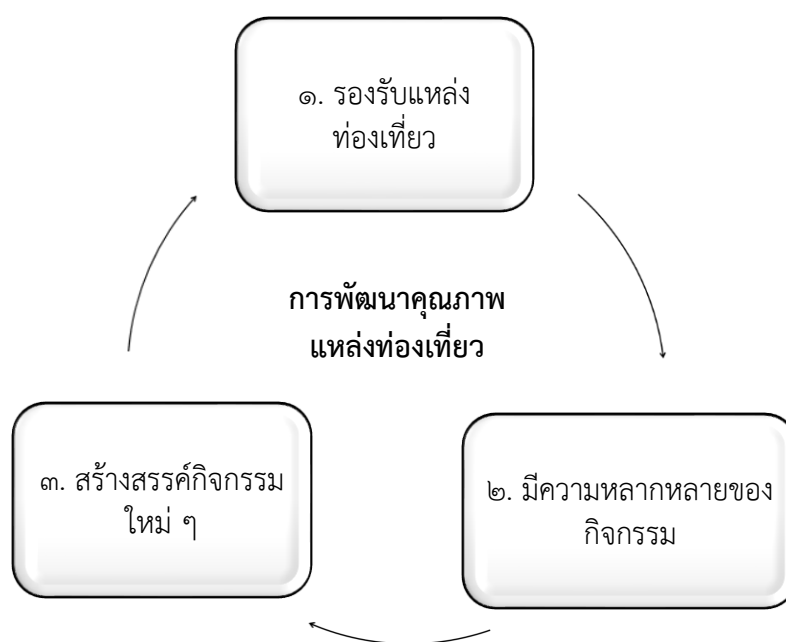 ๑. รองรับแหล่ง
ท่องเที่ยว
การพัฒนาคุณภาพ
แหล่งท่องเที่ยว
๒. มีความหลากหลายของ
กิจกรรม
๓. สร้างสรรค์กิจกรรม
ใหม่ ๆ